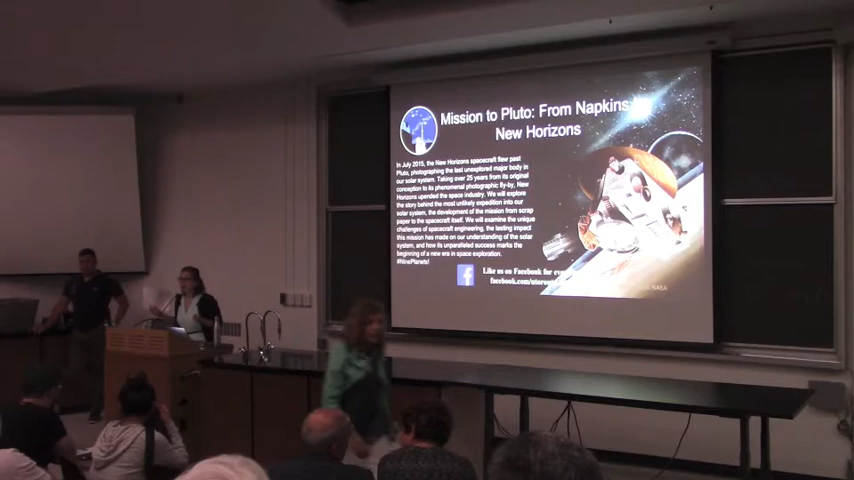 Mission to Pluto: From Napkins
New Horizons
In July 2015, the New Horizons spacecraft flew past
Pluto, photographing the last unexplored major body in
our solar system. Taking over 25 years from its original
conception to its phenomenal photographic fly-by, New
Horizons upended the space industry. We will explore
the story behind the most unlikely expedition into our
solar system, the development of the mission from scrap
paper to the spacecraft itself. We will examine the unique
challenges of spacecraft engineering, the lasting impact
this mission has made on our understanding of the solar
system, and how its unparalleled success marks the
beginning of a new era in space exploration.
#NinePlanets!
Like us on Facebook for
facebook.com/
NASA